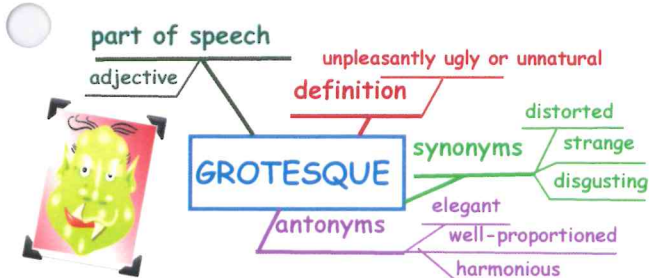 part of speech
adjective
unpleasantly ugly or unnatural
definition
GROTESQUE
synonyms
distorted
strange
disgusting
antonyms
elegant
well-proportioned
harmonious